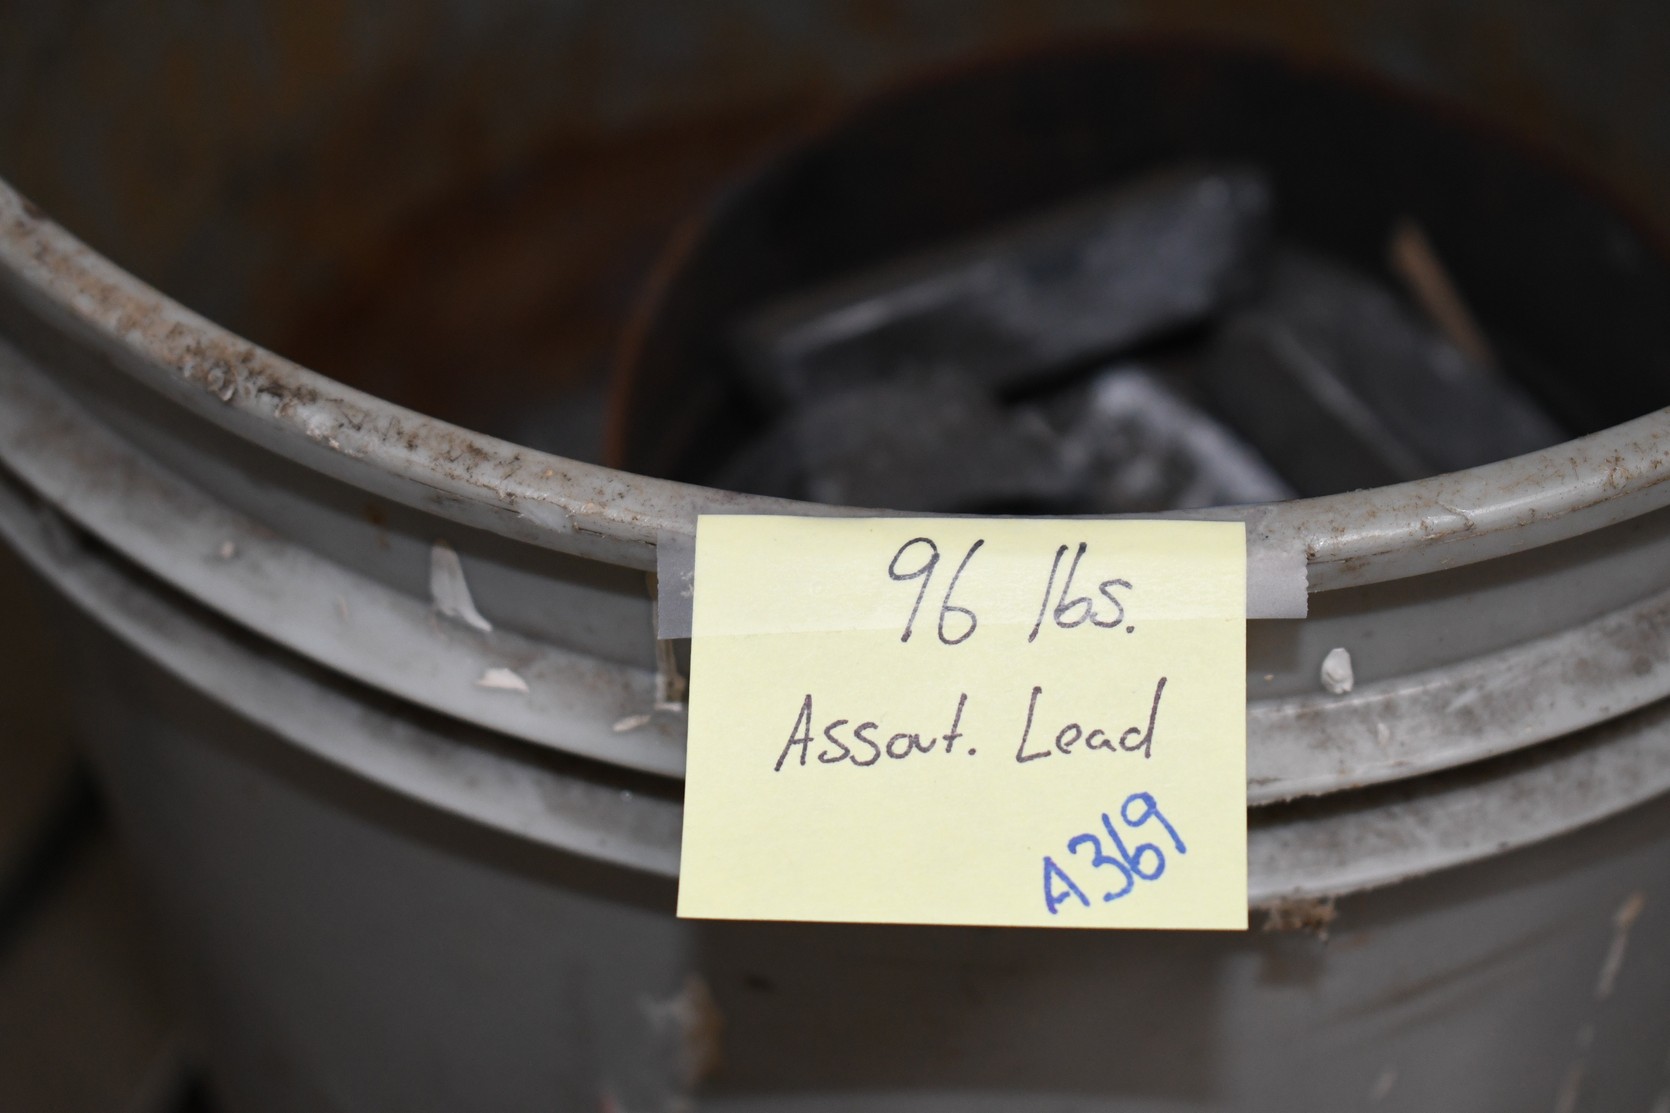 96 lbs.
Assort. Lead
A369